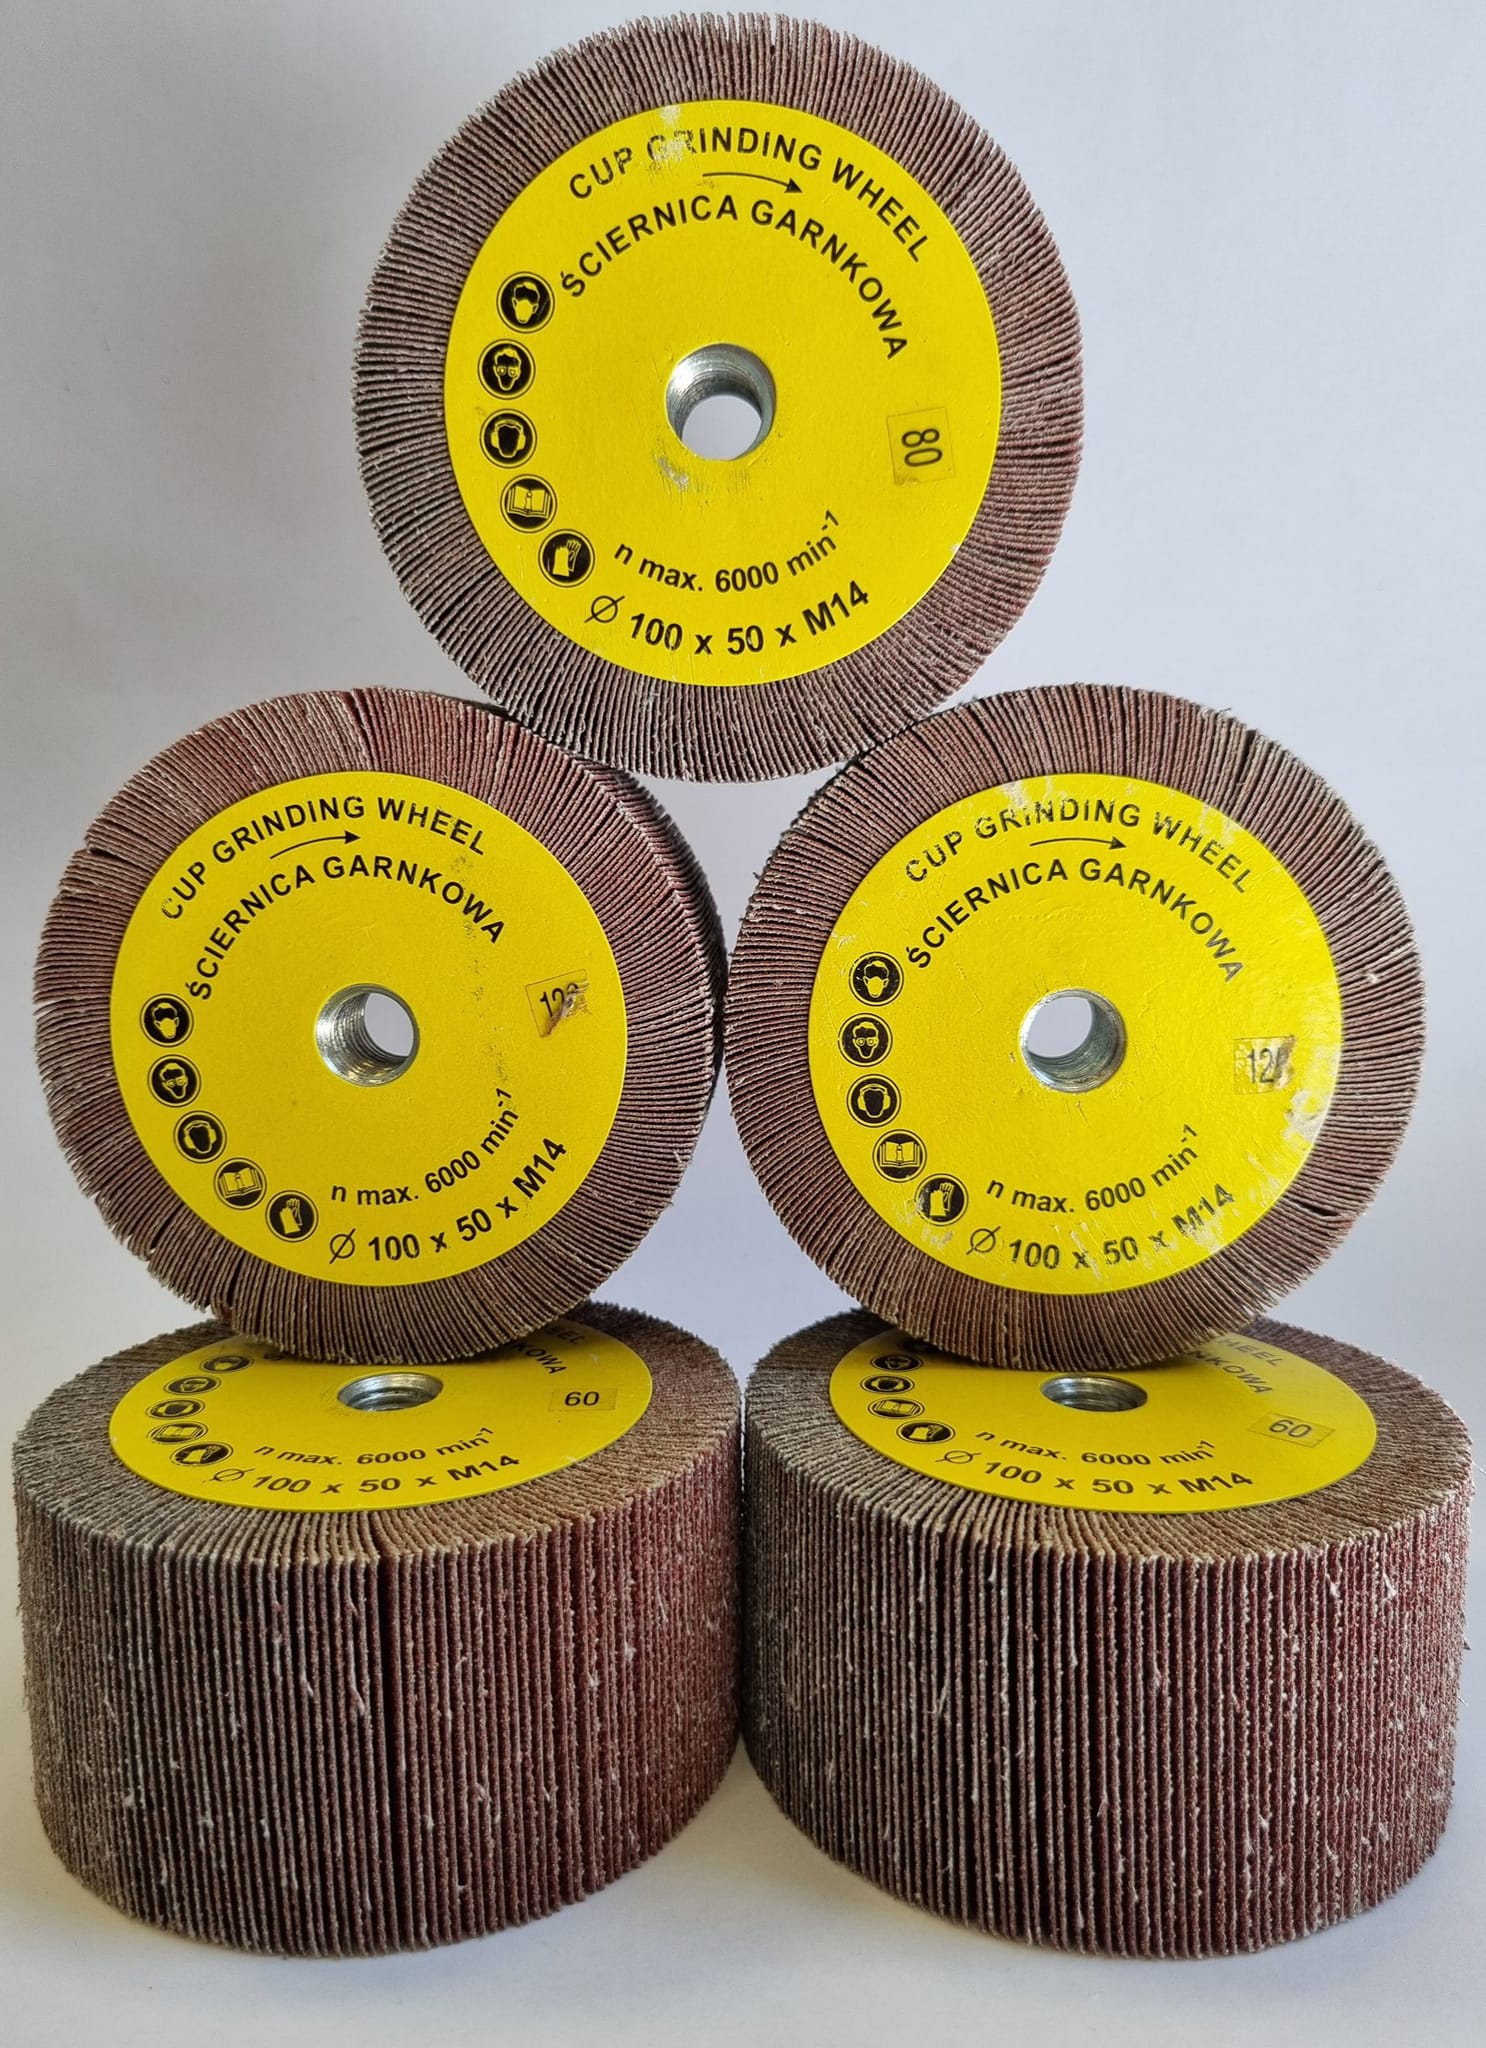 CUP GRINDING WHEEL
ŚCIERNICA GARNKOWA
80
n max. 6000 min-1
Ø 100 x 50 x M14
CUP GRINDING WHEEL
ŚCIERNICA GARNKOWA
120
n max. 6000 min-1
Ø 100 x 50 x M14
CUP GRINDING WHEEL
ŚCIERNICA GARNKOWA
n max. 6000 min-1
Ø 100 x 50 x M14
60
n max. 6000 min-1
Ø 100 x 50 x M14
60
n max. 6000 min-1
Ø 100 x 50 x M14